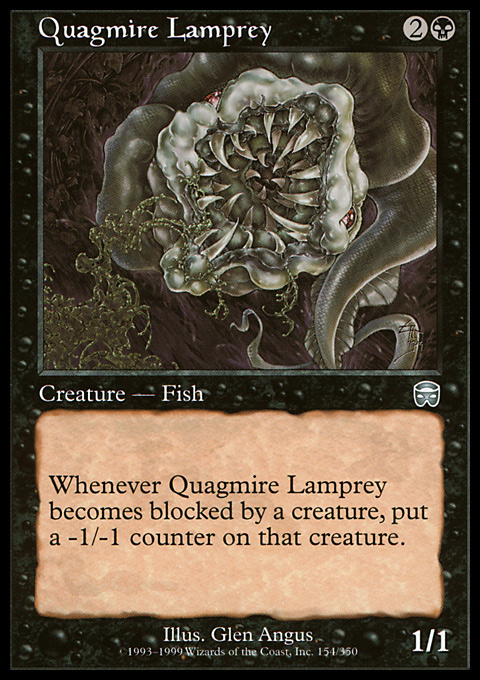 Quagmire Lamprey 2
Creature — Fish
Whenever Quagmire Lamprey
becomes blocked by a creature, put
a -1/-1 counter on that creature.
Illus. Glen Angus
©1993–1999 Wizards of the Coast, Inc. 154/350
1/1